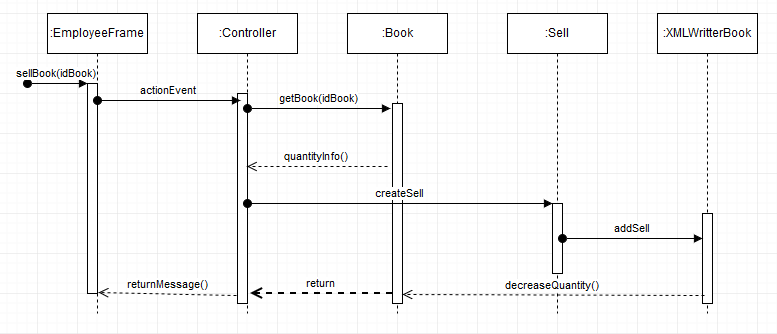 :EmployeeFrame
:Controller
:Book
:Sell
:XMLWritterBook
sellBook(idBook)
actionEvent
getBook(idBook)
quantityInfo()
createSell
addSell
returnMessage()
return
decreaseQuantity()